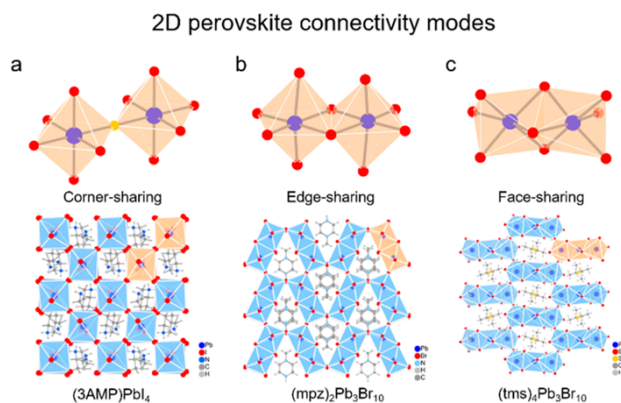 2D perovskite connectivity modes
a
b
c
Corner-sharing
Edge-sharing
Face-sharing
Pb
I
N
C
H
Pb
Br
N
H
C
(3AMP)PbI₄
(mpz)₂Pb₃Br₁₀
(tms)₄Pb₃Br₁₀